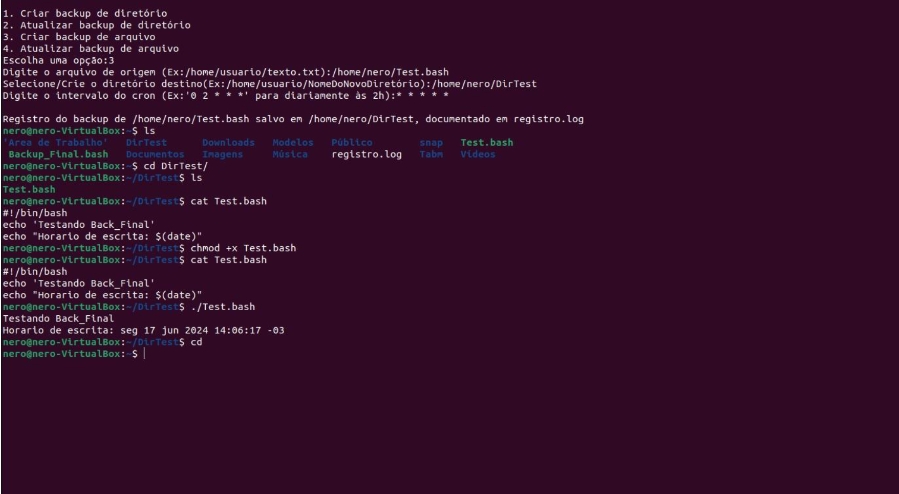 1. Criar backup de diretório
2. Atualizar backup de diretório
3. Criar backup de arquivo
4. Atualizar backup de arquivo
Escolha uma opção:3
Digite o arquivo de origem (Ex:/home/usuario/texto.txt):/home/nero/Test.bash
Selecione/Crie o diretório destino(Ex:/home/usuario/NomeDoNovoDiretório):/home/nero/DirTest
Digite o intervalo do cron (Ex:'0 2 * * *' para diariamente às 2h):* * * * *
Registro do backup de /home/nero/Test.bash salvo em /home/nero/DirTest, documentado em registro.log
nero@nero-VirtualBox:~$ ls
'Área de Trabalho' DirTest Downloads Modelos Público snap Test.bash
Backup_Final.bash Documentos Imagens Música registro.log Tabm Vídeos
nero@nero-VirtualBox:~$ cd DirTest/
nero@nero-VirtualBox:~/DirTest$ ls
Test.bash
nero@nero-VirtualBox:~/DirTest$ cat Test.bash
#!/bin/bash
echo 'Testando Back_Final'
echo "Horario de escrita: $(date)"
nero@nero-VirtualBox:~/DirTest$ chmod +x Test.bash
nero@nero-VirtualBox:~/DirTest$ cat Test.bash
#!/bin/bash
echo 'Testando Back_Final'
echo "Horario de escrita: $(date)"
nero@nero-VirtualBox:~/DirTest$ ./Test.bash
Testando Back_Final
Horario de escrita: seg 17 jun 2024 14:06:17 -03
nero@nero-VirtualBox:~/DirTest$ cd
nero@nero-VirtualBox:~$